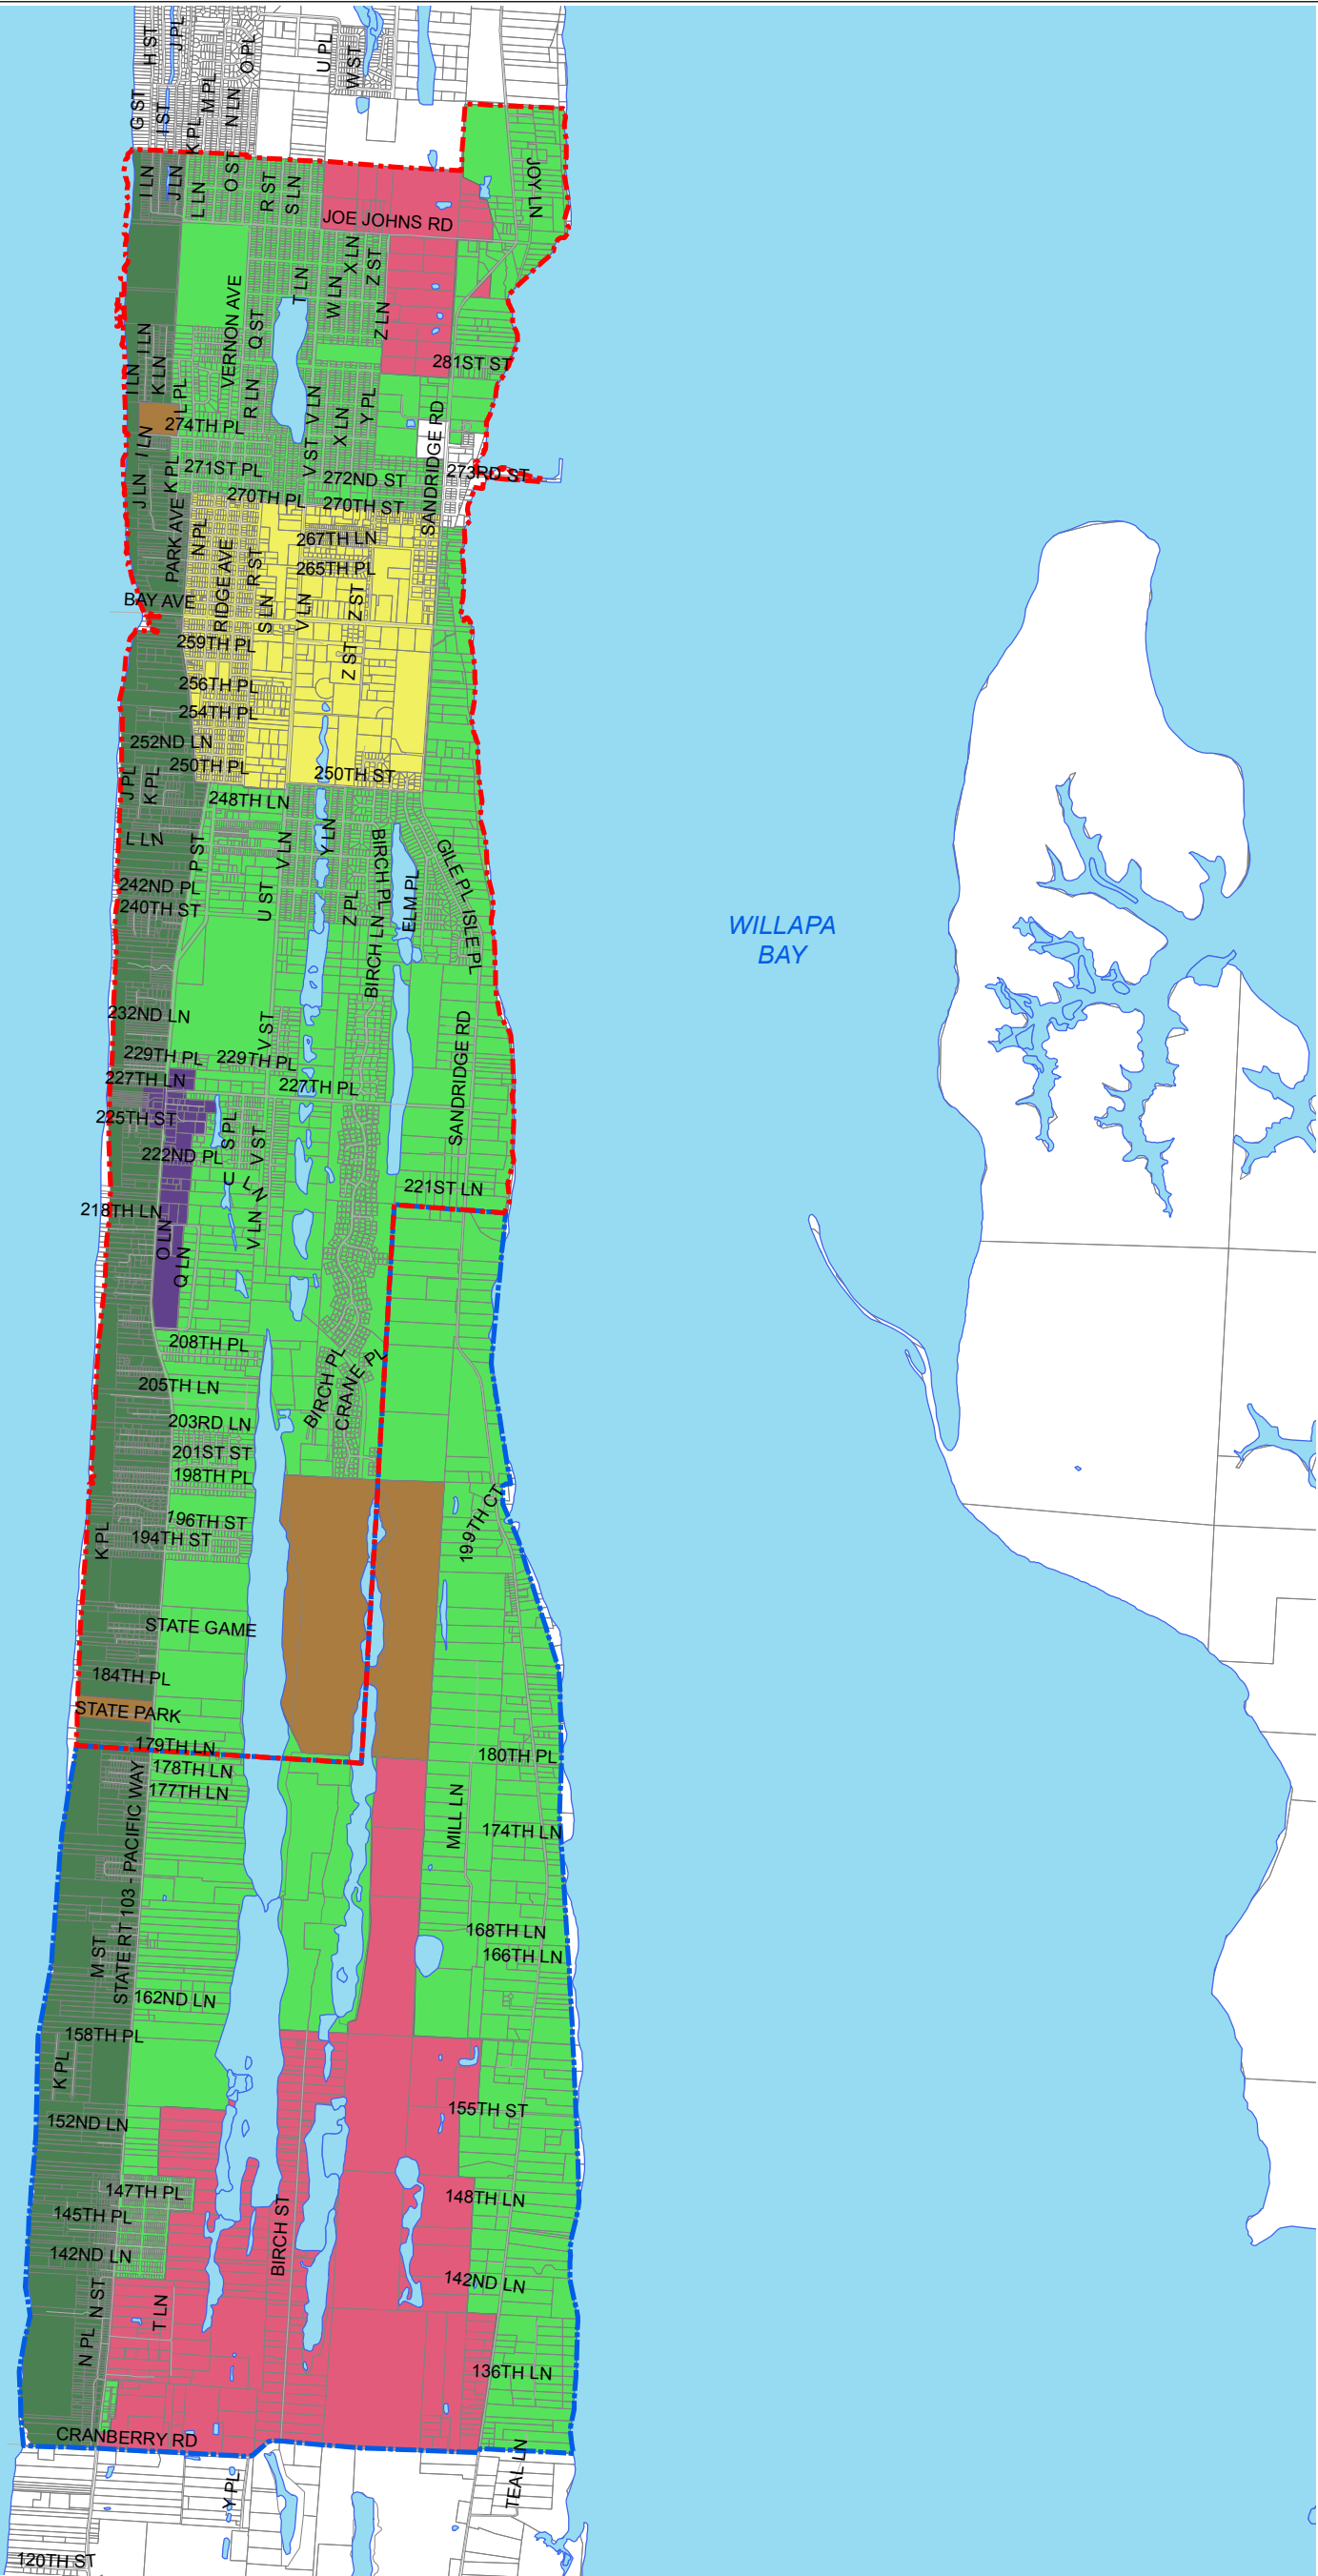 H ST
J PL
O PL
U PL
W ST
M PL
G ST
I ST
K PL
N LN
I LN
J LN
L LN
O ST
R ST
S LN
JOY LN
JOE JOHNS RD
VERNON AVE
Q ST
T LN
W LN
X LN
Z ST
Z LN
I LN
I LN
K LN
L PL
R LN
V LN
X LN
Y PL
281ST ST
274TH PL
I LN
J LN
K PL
271ST PL
V ST
272ND ST
SANDRIDGE RD
273RD ST
270TH PL
270TH ST
PARK AVE
N PL
RIDGE AVE
R ST
267TH LN
265TH PL
BAY AVE
S LN
V LN
Z ST
259TH PL
Z ST
256TH PL
254TH PL
252ND LN
250TH PL
250TH ST
J PL
K PL
248TH LN
L LN
P ST
V LN
Y LN
BIRCH PL
GILE PL
242ND PL
240TH ST
U ST
Z PL
ELM PL
ISLE PL
BIRCH LN
WILLAPA
BAY
232ND LN
V ST
SANDRIDGE RD
229TH PL
229TH PL
227TH LN
227TH PL
225TH ST
S PL
V ST
222ND PL
U LN
221ST LN
218TH LN
O LN
Q LN
V LN
208TH PL
BIRCH PL
CRANE PL
205TH LN
203RD LN
201ST ST
198TH PL
196TH ST
194TH ST
K PL
199TH CT
STATE GAME
184TH PL
STATE PARK
179TH LN
178TH LN
177TH LN
180TH PL
STATE RT 103 - PACIFIC WAY
MILL LN
174TH LN
M ST
168TH LN
166TH LN
162ND LN
158TH PL
K PL
152ND LN
155TH ST
147TH PL
145TH PL
148TH LN
BIRCH ST
142ND LN
142ND LN
N ST
T LN
N PL
136TH LN
CRANBERRY RD
Y PL
TEAL LN
120TH ST